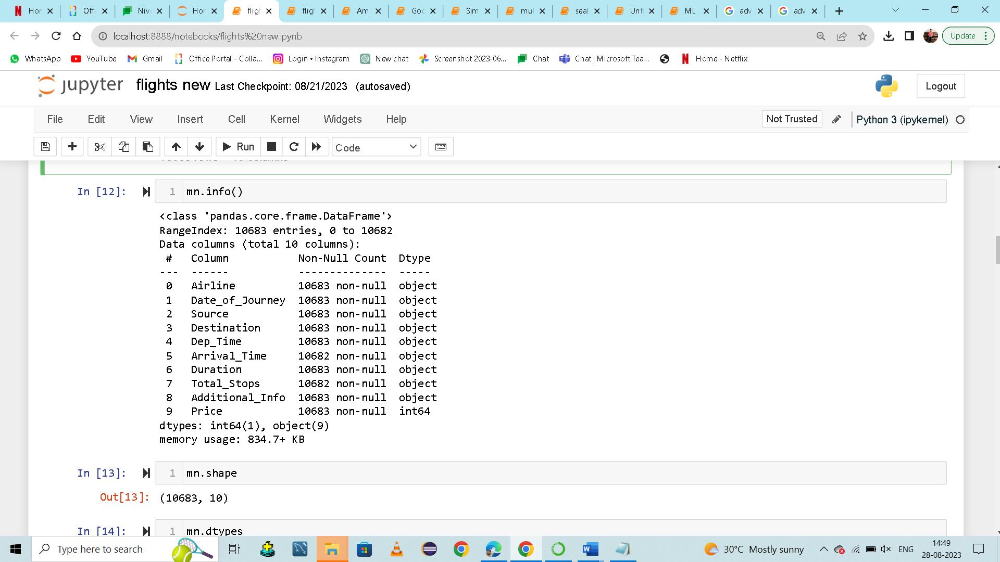 Hor
Offi
Niv
Hor
fligh
fligh
Am
Goo
Sim
mul
seab
Unti
ML
adv
adv
localhost:8888/notebooks/flights%20new.ipynb
Update
WhatsApp
YouTube
Gmail
Office Portal - Colla...
Login • Instagram
New chat
Screenshot 2023-06...
Chat
Chat | Microsoft Tea...
Home - Netflix
jupyter flights new Last Checkpoint: 08/21/2023 (autosaved)
Logout
File Edit View Insert Cell Kernel Widgets Help
Not Trusted
Python 3 (ipykernel)
Run
Code
In [12]: 1 mn.info()
<class 'pandas.core.frame.DataFrame'>
RangeIndex: 10683 entries, 0 to 10682
Data columns (total 10 columns):
# Column Non-Null Count Dtype
--- ------ -------------- -----
0 Airline 10683 non-null object
1 Date_of_Journey 10683 non-null object
2 Source 10683 non-null object
3 Destination 10683 non-null object
4 Dep_Time 10683 non-null object
5 Arrival_Time 10682 non-null object
6 Duration 10683 non-null object
7 Total_Stops 10682 non-null object
8 Additional_Info 10683 non-null object
9 Price 10683 non-null int64
dtypes: int64(1), object(9)
memory usage: 834.7+ KB
In [13]: 1 mn.shape
Out[13]: (10683, 10)
In [14]: 1 mn.dtypes
Type here to search
30°C Mostly sunny
ENG
14:49
28-08-2023